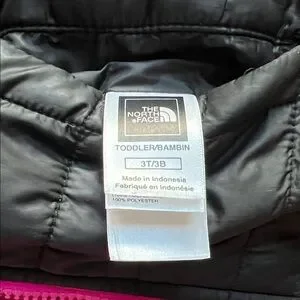 THE
NORTH
FACE
TODDLER/BAMBIN
3T/3B
Made in Indonesia
Fabriqué en Indonésie
100% POLYESTER